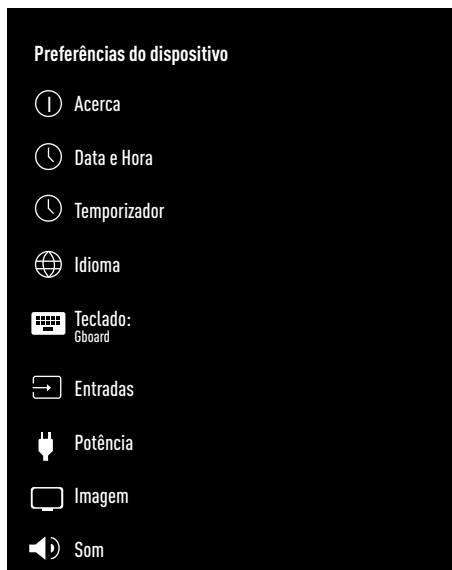 Preferências do dispositivo
Acerca
Data e Hora
Temporizador
Idioma
Teclado:
Gboard
Entradas
Potência
Imagem
Som